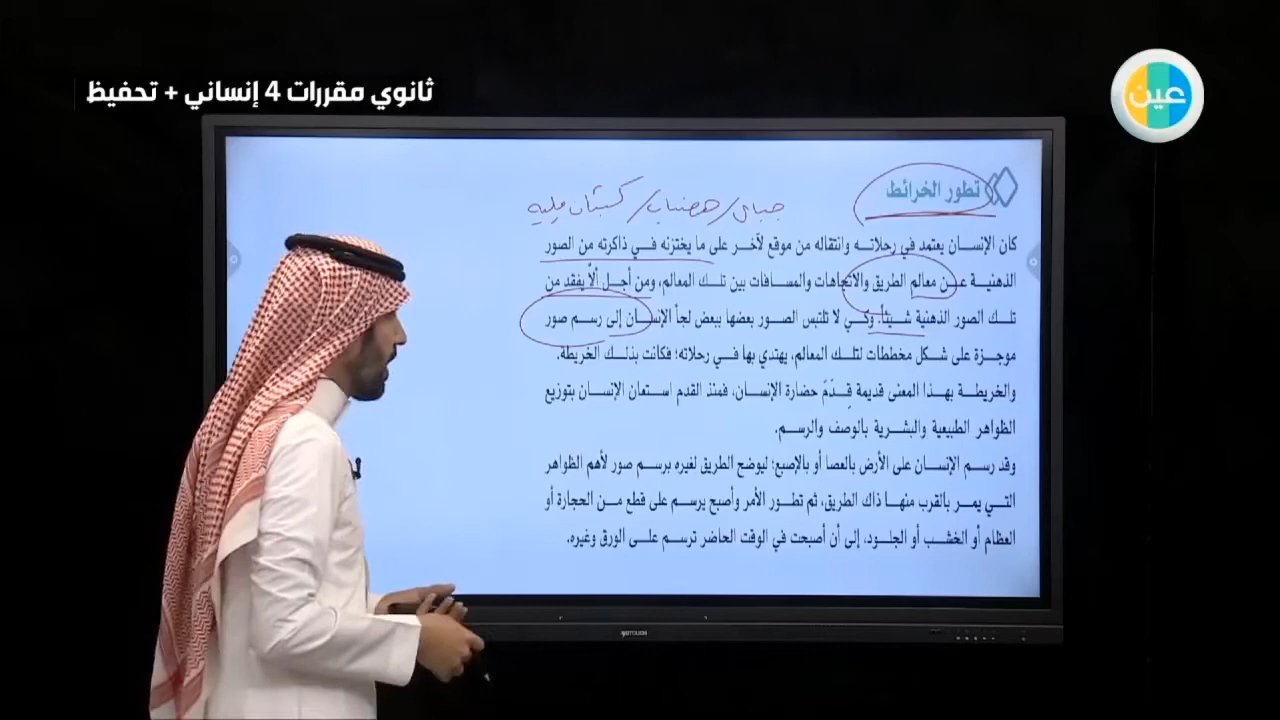 ثانوي مقررات 4 إنساني + تحفيظ
عين
تطور الخرائط
جبال / هضبات / كثبان رملية
كان الإنسان يعتمد في رحلاته وانتقاله من موقع لآخر على ما يختزنه في ذاكرته من الصور
الذهنية عن معالم الطريق والاتجاهات والمسافات بين تلك المعالم، ومن أجل ألاَّ يفقد من
تلك الصور الذهنية شيئاً. وكي لا تلتبس الصور بعضها ببعض لجأ الإنسان إلى رسم صور
موجزة على شكل مخططات لتلك المعالم، يهتدي بها في رحلاته؛ فكانت بذلك الخريطة.
والخريطة بهذا المعنى قديمة قِدَمَ حضارة الإنسان، فمنذ القدم استعان الإنسان بتوزيع
الظواهر الطبيعية والبشرية بالوصف والرسم.
وقد رسم الإنسان على الأرض بالعصا أو بالإصبع؛ ليوضح الطريق لغيره برسم صور لأهم الظواهر
التي يمر بالقرب منها ذاك الطريق، ثم تطور الأمر وأصبح يرسم على قطع من الحجارة أو
العظام أو الخشب أو الجلود، إلى أن أصبحت في الوقت الحاضر ترسم على الورق وغيره.